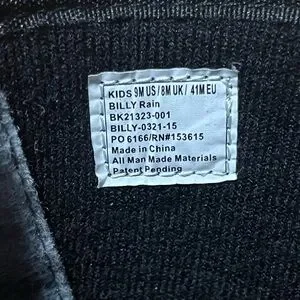 KIDS 9M US/8M UK/ 41M EU
BILLY Rain
BK21323-001
BILLY-0321-15
PO 6166/RN#153615
Made in China
All Man Made Materials
Patent Pending